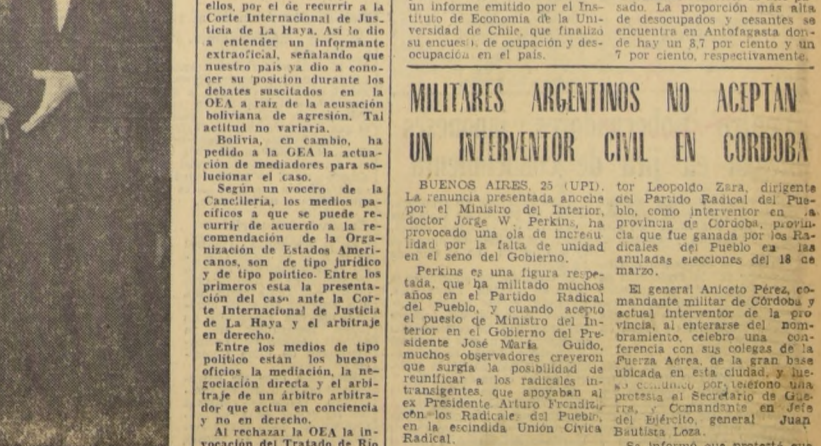 ellos, por el de recurrir a la
Corte Internacional de Jus-
ticia de La Haya. Así lo dio
a entender un informante
extraoficial, señalando que
nuestro país ya dio a cono-
cer su posición durante los
debates suscitados en la
OEA a raíz de la acusación
boliviana de agresión. Tal
actitud no variaría.
Bolivia, en cambio, ha
pedido a la OEA la actua-
ción de mediadores para so-
lucionar el caso.
Según un vocero de la
Cancillería, los medios pa-
cíficos a que se puede re-
currir de acuerdo a la re-
comendación de la Orga-
nización de Estados Ameri-
canos, son de tipo jurídico
y de tipo político. Entre los
primeros esta la presenta-
ción del caso ante la Cor-
te Internacional de Justicia
de La Haya y el arbitraje
en derecho.
Entre los medios de tipo
político están los buenos
oficios, la mediación, la ne-
gociación directa y el arbi-
traje de un árbitro arbitra-
dor que actua en conciencia
y no en derecho.
Al rechazar la OEA la in-
vocación del Tratado de Río
un informe emitido por el Ins-
tituto de Economía de la Uni-
versidad de Chile, que finalizó
su encuesta de ocupación y des-
ocupación en el país.
sado. La proporción más alta
de desocupados y cesantes se
encuentra en Antofagasta don-
de hay un 8,7 por ciento y un
7 por ciento, respectivamente.
MILITARES ARGENTINOS NO ACEPTAN
UN INTERVENTOR CIVIL EN CORDOBA
BUENOS AIRES, 25 (UPI).
La renuncia presentada anoche
por el Ministro del Interior,
doctor Jorge W. Perkins, ha
provocado una ola de incredu
lidad por la falta de unidad
en el seno del Gobierno.
Perkins es una figura respe-
tada, que ha militado muchos
años en el Partido Radical
del Pueblo, y cuando acepto
el puesto de Ministro del In-
terior en el Gobierno del Pre-
sidente José María Guido,
muchos observadores creyeron
que surgía la posibilidad de
reunificar a los radicales in-
transigentes, que apoyaban al
ex Presidente Arturo Frondizi,
con los Radicales del Pueblo,
en la escindida Unión Cívica
Radical.
tor Leopoldo Zara, dirigente
del Partido Radical del Pue-
blo, como interventor en la
provincia de Córdoba, provin-
cia que fue ganada por los Ra-
dicales del Pueblo en las
anuladas elecciones del 18 de
marzo.
El general Aniceto Pérez, co-
mandante militar de Córdoba y
actual interventor de la pro
vincia, al enterarse del nom-
bramiento, celebro una con-
ferencia con sus colegas de la
Fuerza Aérea, de la gran base
ubicada en esta ciudad, y lue-
go comunicó por teléfono una
protesta al Secretario de Gue-
rra, y Comandante en Jefe
del Ejército, general Juan
Bautista Loza.